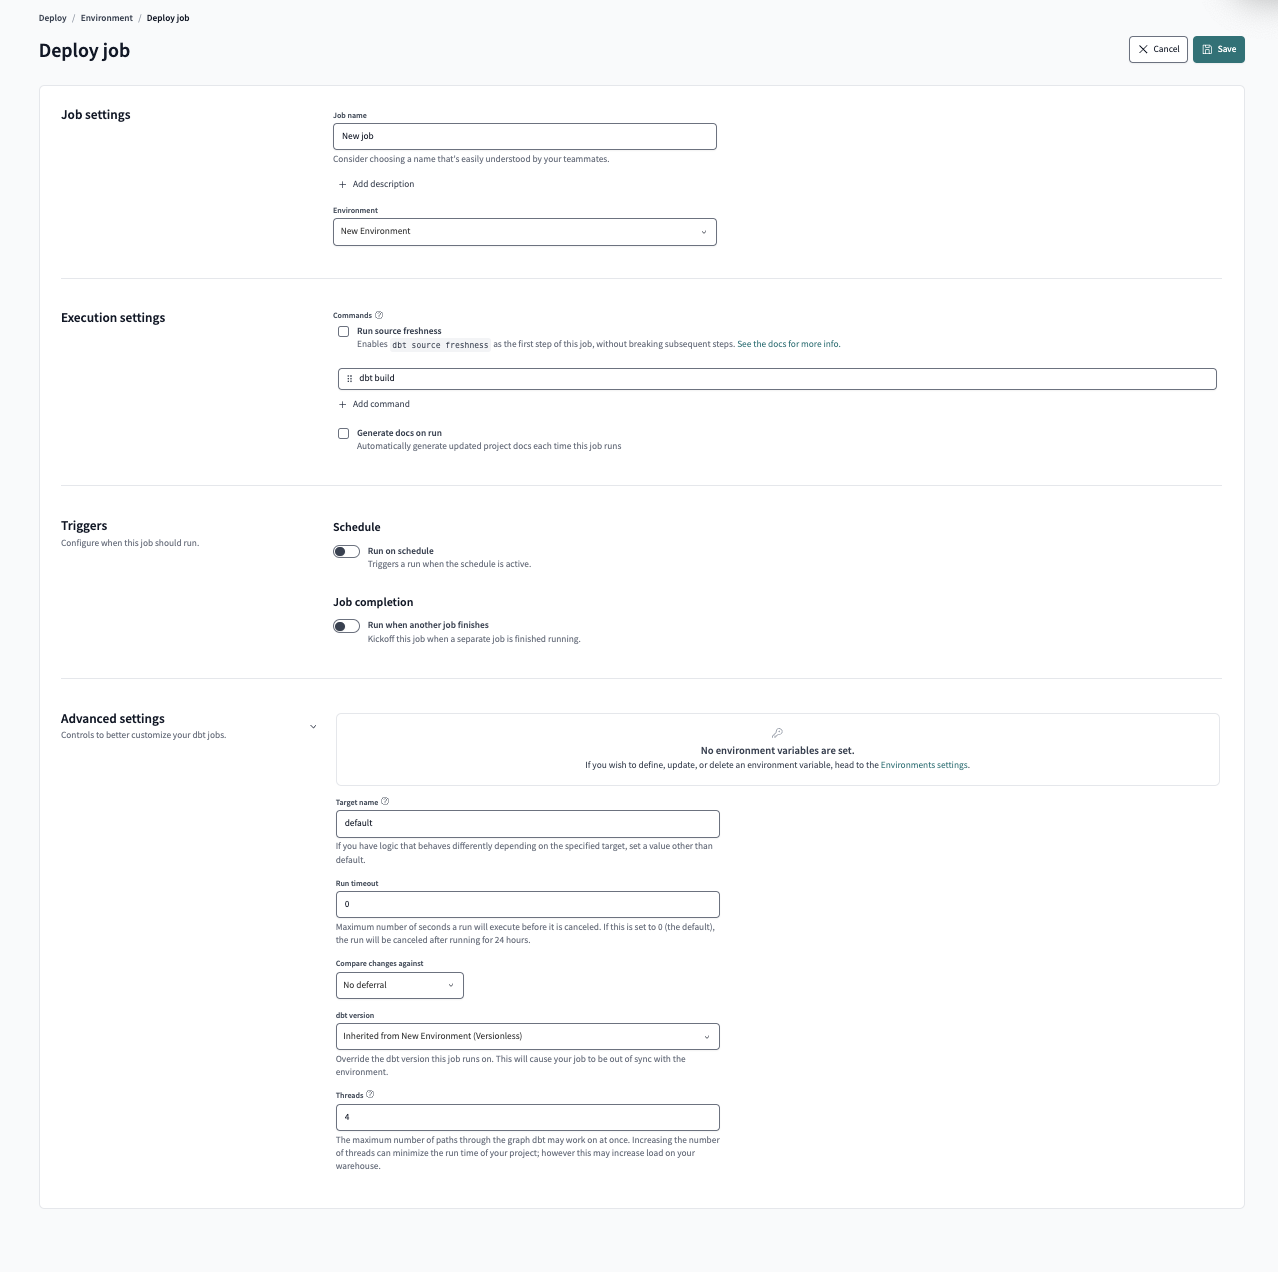 Deploy / Environment / Deploy job
Deploy job
Cancel
Save
Job settings
Job name
New job
Consider choosing a name that's easily understood by your teammates.
Add description
Environment
New Environment
Execution settings
Commands
Run source freshness
Enables dbt source freshness as the first step of this job, without breaking subsequent steps. See the docs for more info.
dbt build
Add command
Generate docs on run
Automatically generate updated project docs each time this job runs
Triggers
Configure when this job should run.
Schedule
Run on schedule
Triggers a run when the schedule is active.
Job completion
Run when another job finishes
Kickoff this job when a separate job is finished running.
Advanced settings
Controls to better customize your dbt jobs.
No environment variables are set.
If you wish to define, update, or delete an environment variable, head to the Environments settings.
Target name
default
If you have logic that behaves differently depending on the specified target, set a value other than
default.
Run timeout
0
Maximum number of seconds a run will execute before it is canceled. If this is set to 0 (the default),
the run will be canceled after running for 24 hours.
Compare changes against
No deferral
dbt version
Inherited from New Environment (Versionless)
Override the dbt version this job runs on. This will cause your job to be out of sync with the
environment.
Threads
4
The maximum number of paths through the graph dbt may work on at once. Increasing the number
of threads can minimize the run time of your project; however this may increase load on your
warehouse.